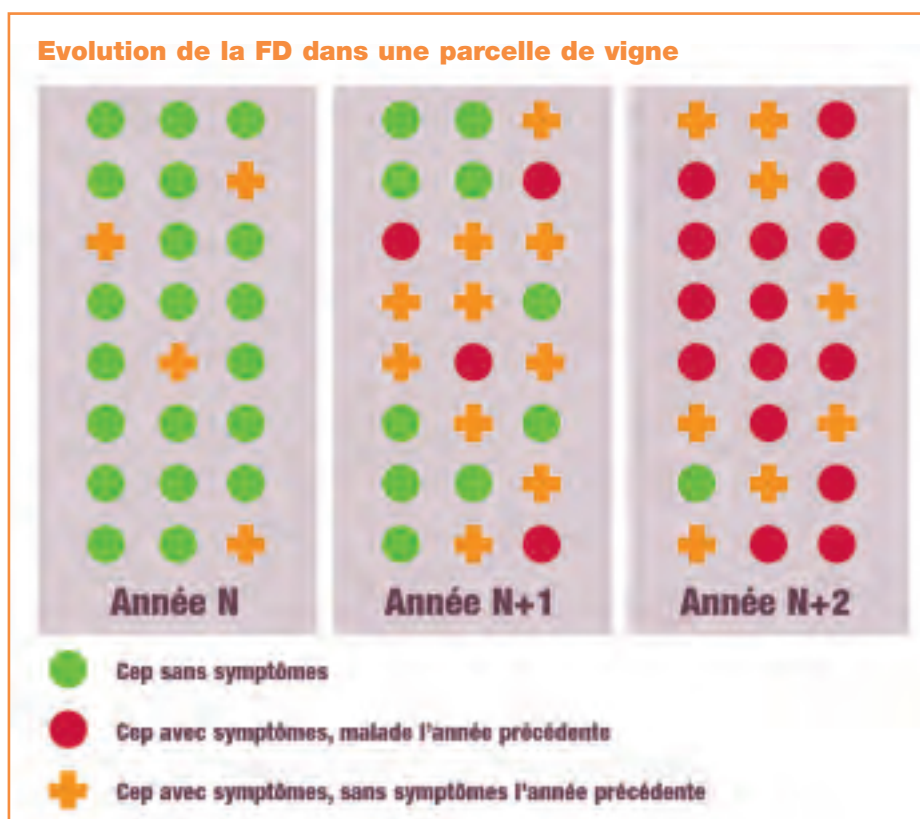 Evolution de la FD dans une parcelle de vigne
Année N
Année N+1
Année N+2
Cep sans symptômes
Cep avec symptômes, malade l'année précédente
Cep avec symptômes, sans symptômes l'année précédente